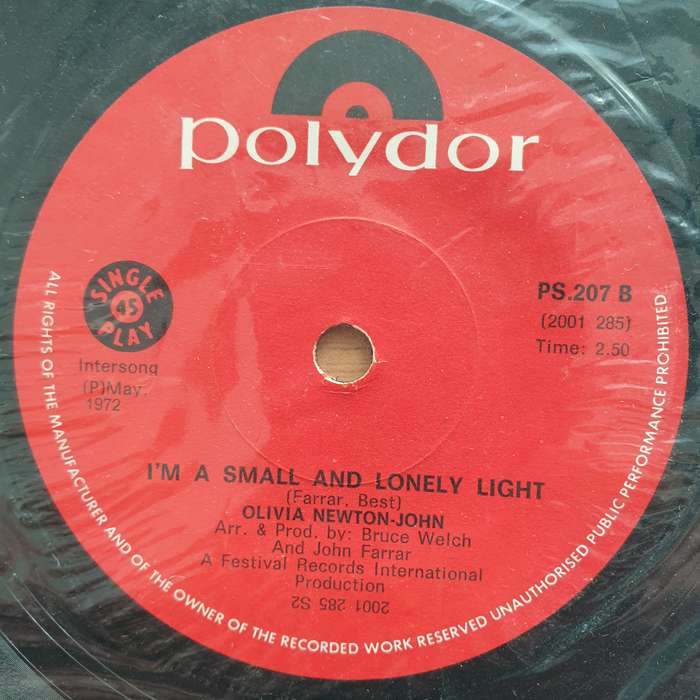 polydor
SINGLE
45
PLAY
PS.207 B
(2001 285)
Time: 2.50
Intersong
(P)May.
1972
I'M A SMALL AND LONELY LIGHT
(Farrar, Best)
OLIVIA NEWTON-JOHN
Arr. & Prod. by: Bruce Welch
And John Farrar
A Festival Records International
Production
2001 285 S2
ALL RIGHTS OF THE MANUFACTURER AND OF THE OWNER OF THE RECORDED WORK RESERVED UNAUTHORISED PUBLIC PERFORMANCE PROHIBITED